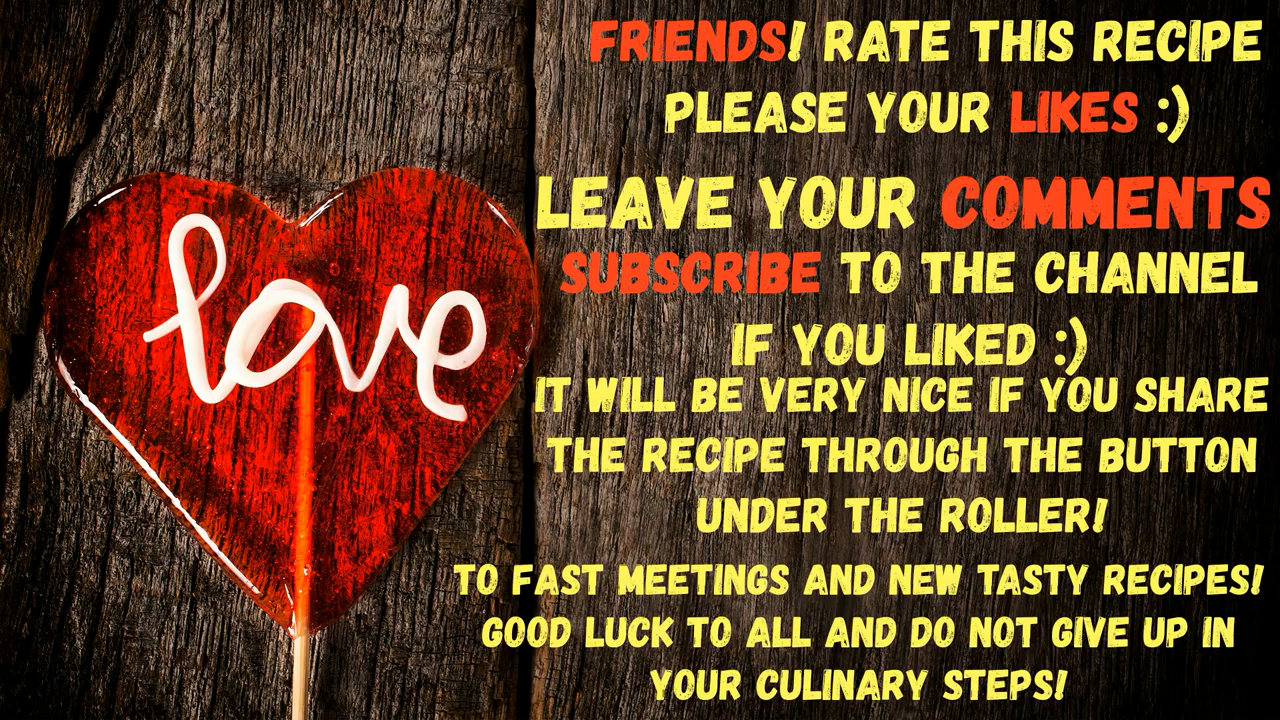 love
FRIENDS! RATE THIS RECIPE
PLEASE YOUR LIKES :)
LEAVE YOUR COMMENTS
SUBSCRIBE TO THE CHANNEL
IF YOU LIKED :)
IT WILL BE VERY NICE IF YOU SHARE
THE RECIPE THROUGH THE BUTTON
UNDER THE ROLLER!
TO FAST MEETINGS AND NEW TASTY RECIPES!
GOOD LUCK TO ALL AND DO NOT GIVE UP IN
YOUR CULINARY STEPS!